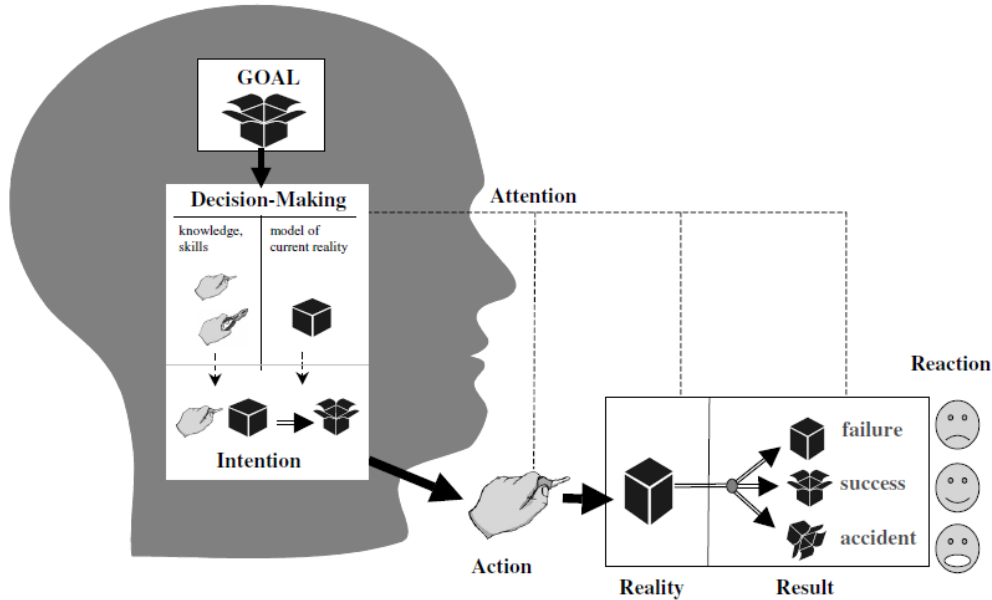 GOAL
Decision-Making
knowledge,
skills
model of
current reality
Intention
Attention
Action
Reality
Result
failure
success
accident
Reaction